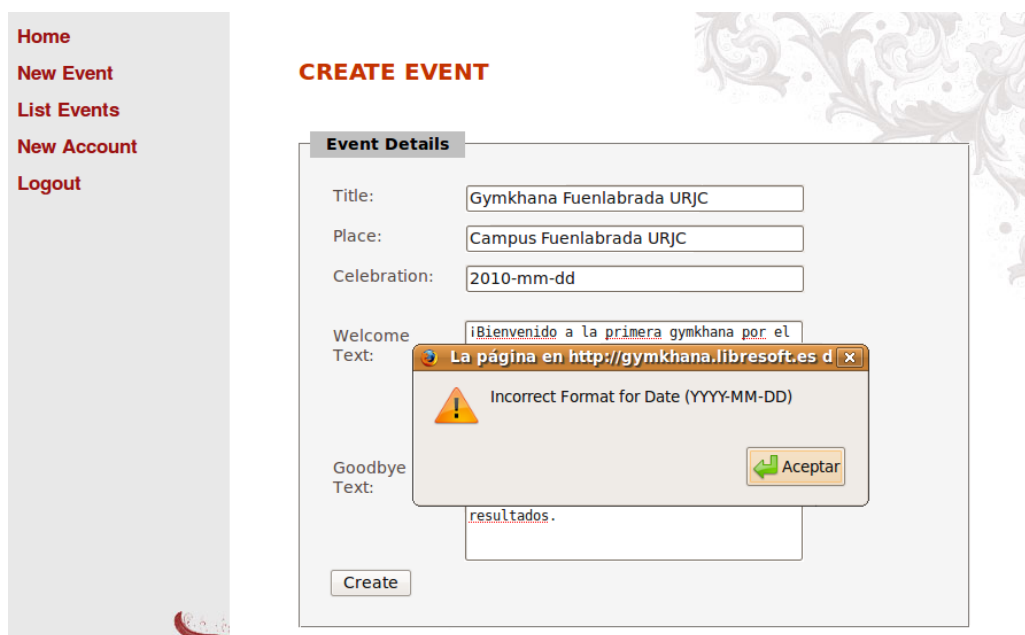 Home
New Event
List Events
New Account
Logout
CREATE EVENT
Event Details
Title:
Gymkhana Fuenlabrada URJC
Place:
Campus Fuenlabrada URJC
Celebration:
2010-mm-dd
Welcome
Text:
¡Bienvenido a la primera gymkhana por el
La página en http://gymkhana.libresoft.es d
Incorrect Format for Date (YYYY-MM-DD)
Aceptar
Goodbye
Text:
resultados.
Create